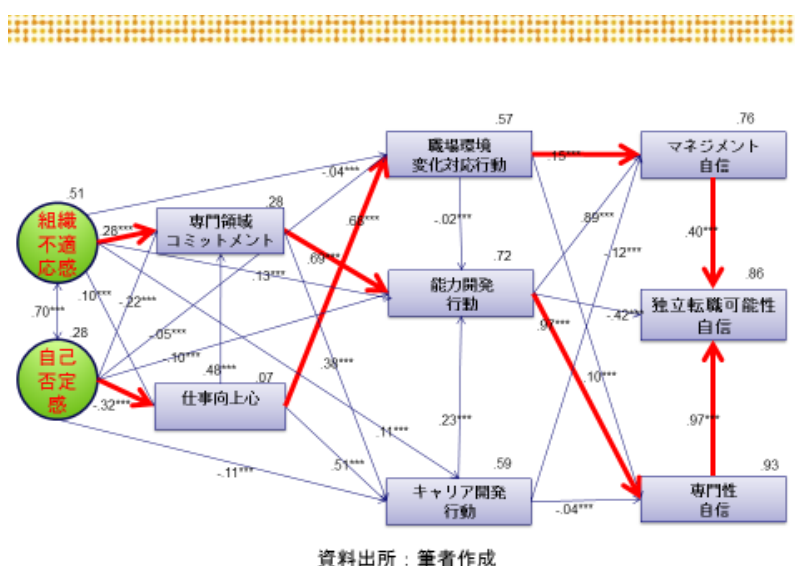 .57
.76
職場環境
変化対応行動
.15***
マネジメント
自信
-.04***
.51
.28
組織
不適
応感
.28***
専門領域
コミットメント
.68***
-.02***
.89***
-.12***
.40***
.69***
.72
.86
.13***
能力開発
行動
独立転職可能性
自信
.10***
-.22***
.70***
.28
-.05***
.97***
-.42***
自己
否定
感
-.10***
.38***
.48***
.07
.10***
-.32***
仕事向上心
.11***
.23***
.97***
-.11***
.51***
.59
.93
キャリア開発
行動
-.04***
専門性
自信
資料出所：筆者作成